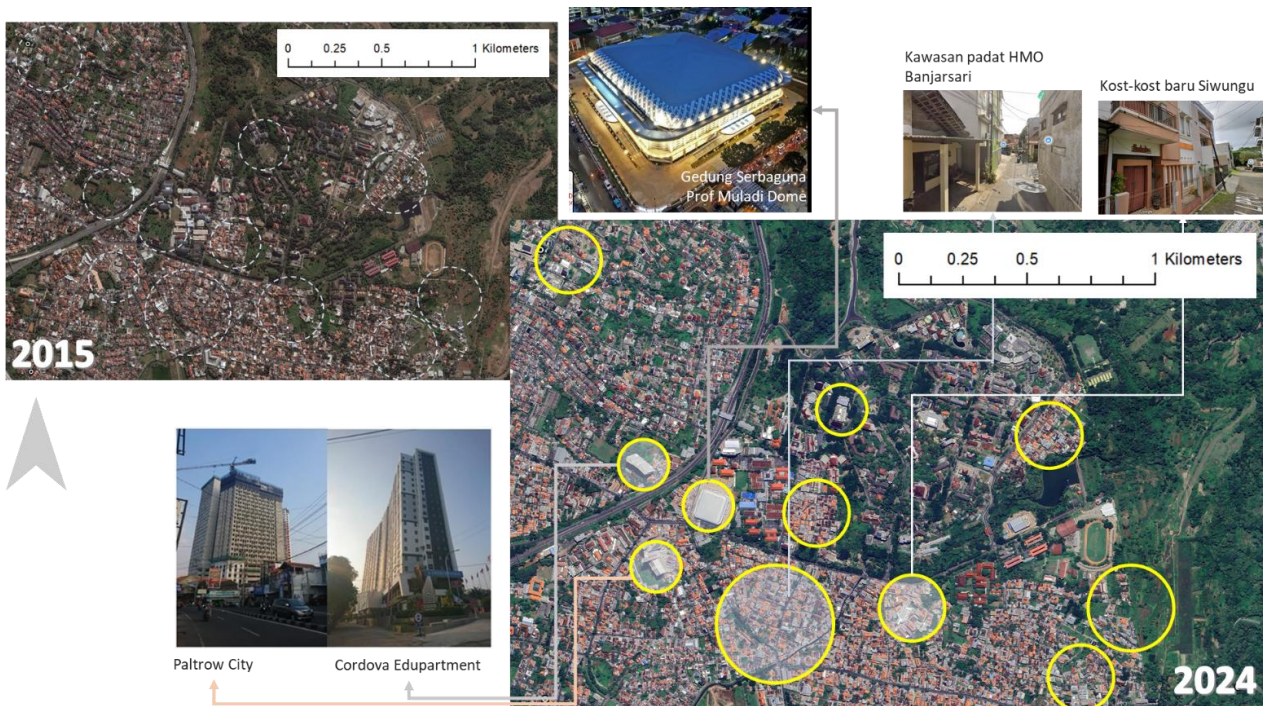 0 0.25 0.5 1 Kilometers
2015
Gedung Serbaguna
Prof Muladi Dome
Kawasan padat HMO
Banjarsari
Kost-kost baru Siwungu
0 0.25 0.5 1 Kilometers
Paltrow City
Cordova Edupartment
2024